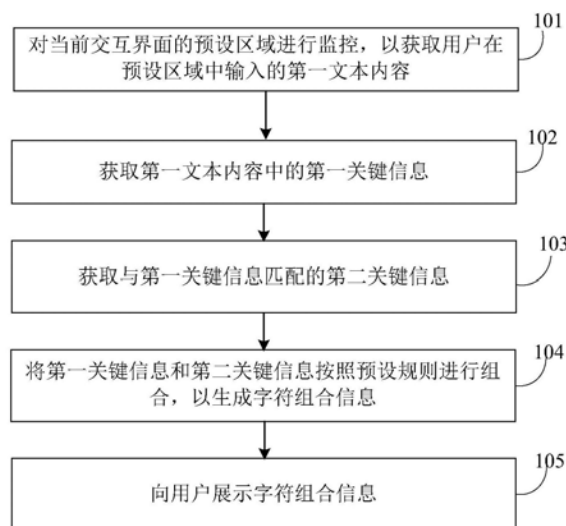 101
对当前交互界面的预设区域进行监控，以获取用户在
预设区域中输入的第一文本内容
102
获取第一文本内容中的第一关键信息
103
获取与第一关键信息匹配的第二关键信息
104
将第一关键信息和第二关键信息按照预设规则进行组
合，以生成字符组合信息
105
向用户展示字符组合信息